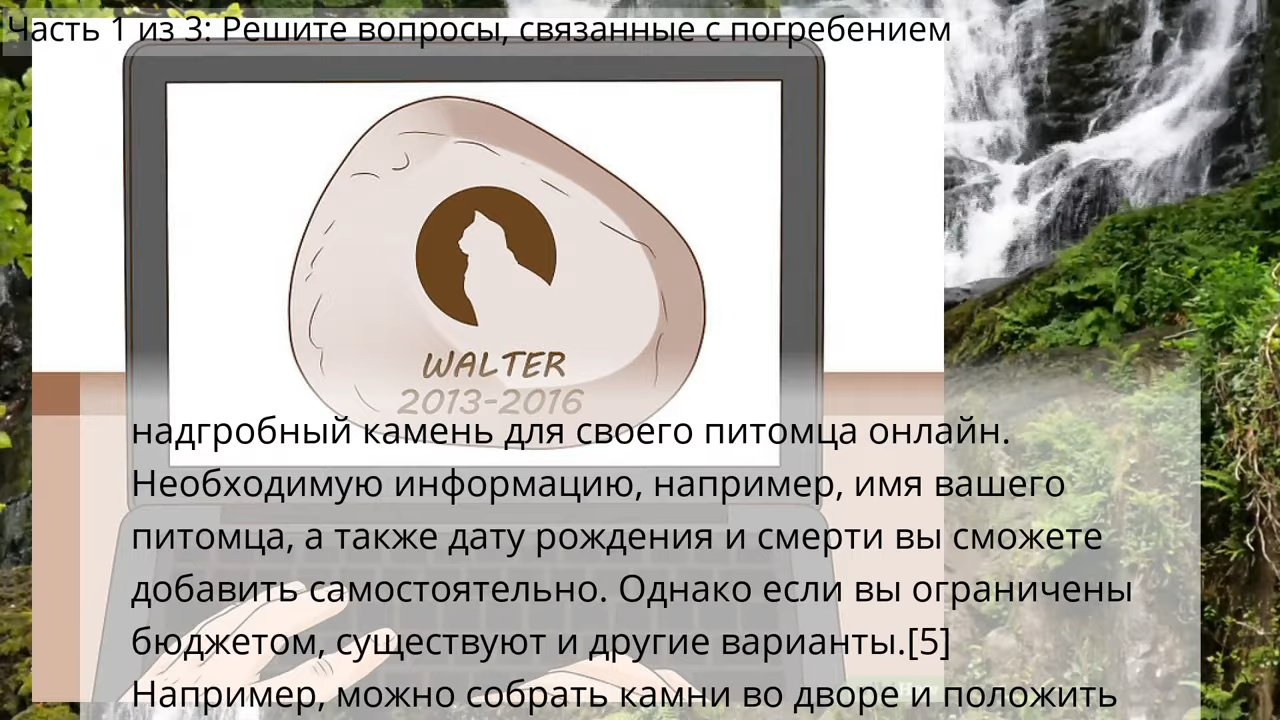 Часть 1 из 3: Решите вопросы, связанные с погребением
WALTER
2013-2016
надгробный камень для своего питомца онлайн.
Необходимую информацию, например, имя вашего
питомца, а также дату рождения и смерти вы сможете
добавить самостоятельно. Однако если вы ограничены
бюджетом, существуют и другие варианты.[5]
Например, можно собрать камни во дворе и положить